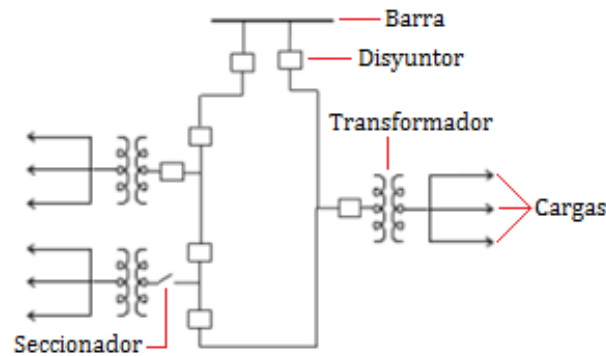 Barra
Disyuntor
Transformador
Cargas
Seccionador